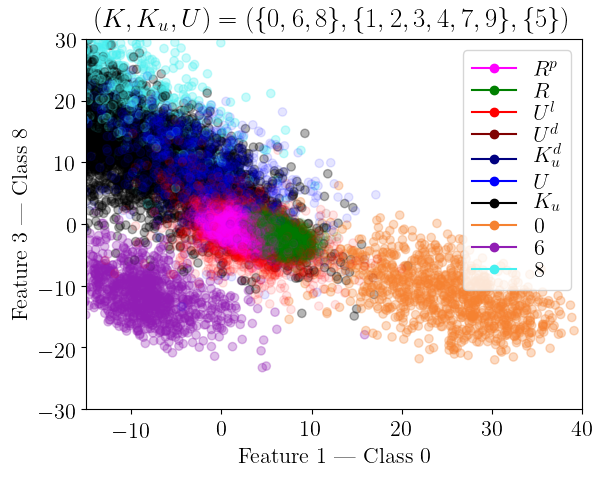 (K, K_u, U) = ({0, 6, 8}, {1, 2, 3, 4, 7, 9}, {5})
30
20
10
0
−10
−20
−30
Feature 3 — Class 8
R^p
R
U^l
U^d
K_u^d
U
K_u
0
6
8
−10
0
10
20
30
40
Feature 1 — Class 0